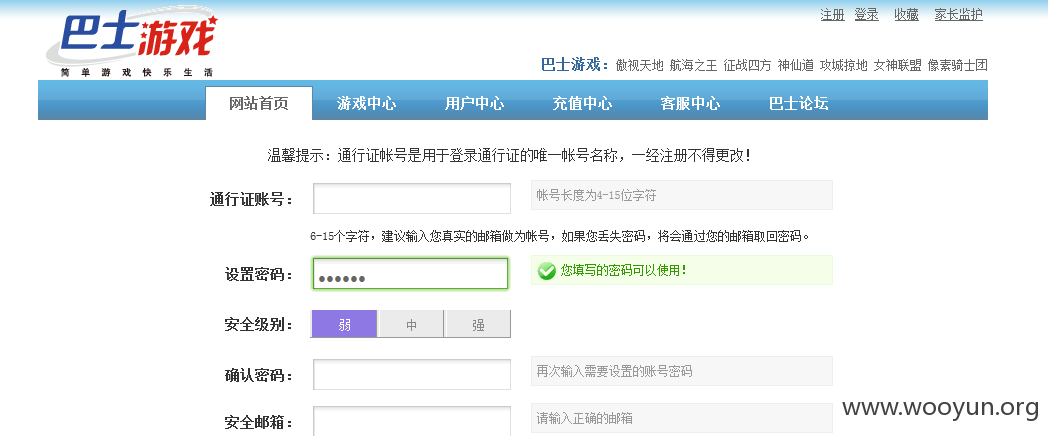 注册 登录 收藏 家长监护
巴士游戏
简单游戏快乐生活
巴士游戏：傲视天地 航海之王 征战四方 神仙道 攻城掠地 女神联盟 像素骑士团
网站首页 游戏中心 用户中心 充值中心 客服中心 巴士论坛
温馨提示：通行证帐号是用于登录通行证的唯一帐号名称，一经注册不得更改！
通行证账号： 帐号长度为4-15位字符
6-15个字符，建议输入您真实的邮箱做为帐号，如果您丢失密码，将会通过您的邮箱取回密码。
设置密码： ●●●●●● 您填写的密码可以使用！
安全级别： 弱 中 强
确认密码： 再次输入需要设置的账号密码
安全邮箱： 请输入正确的邮箱
www.wooyun.org